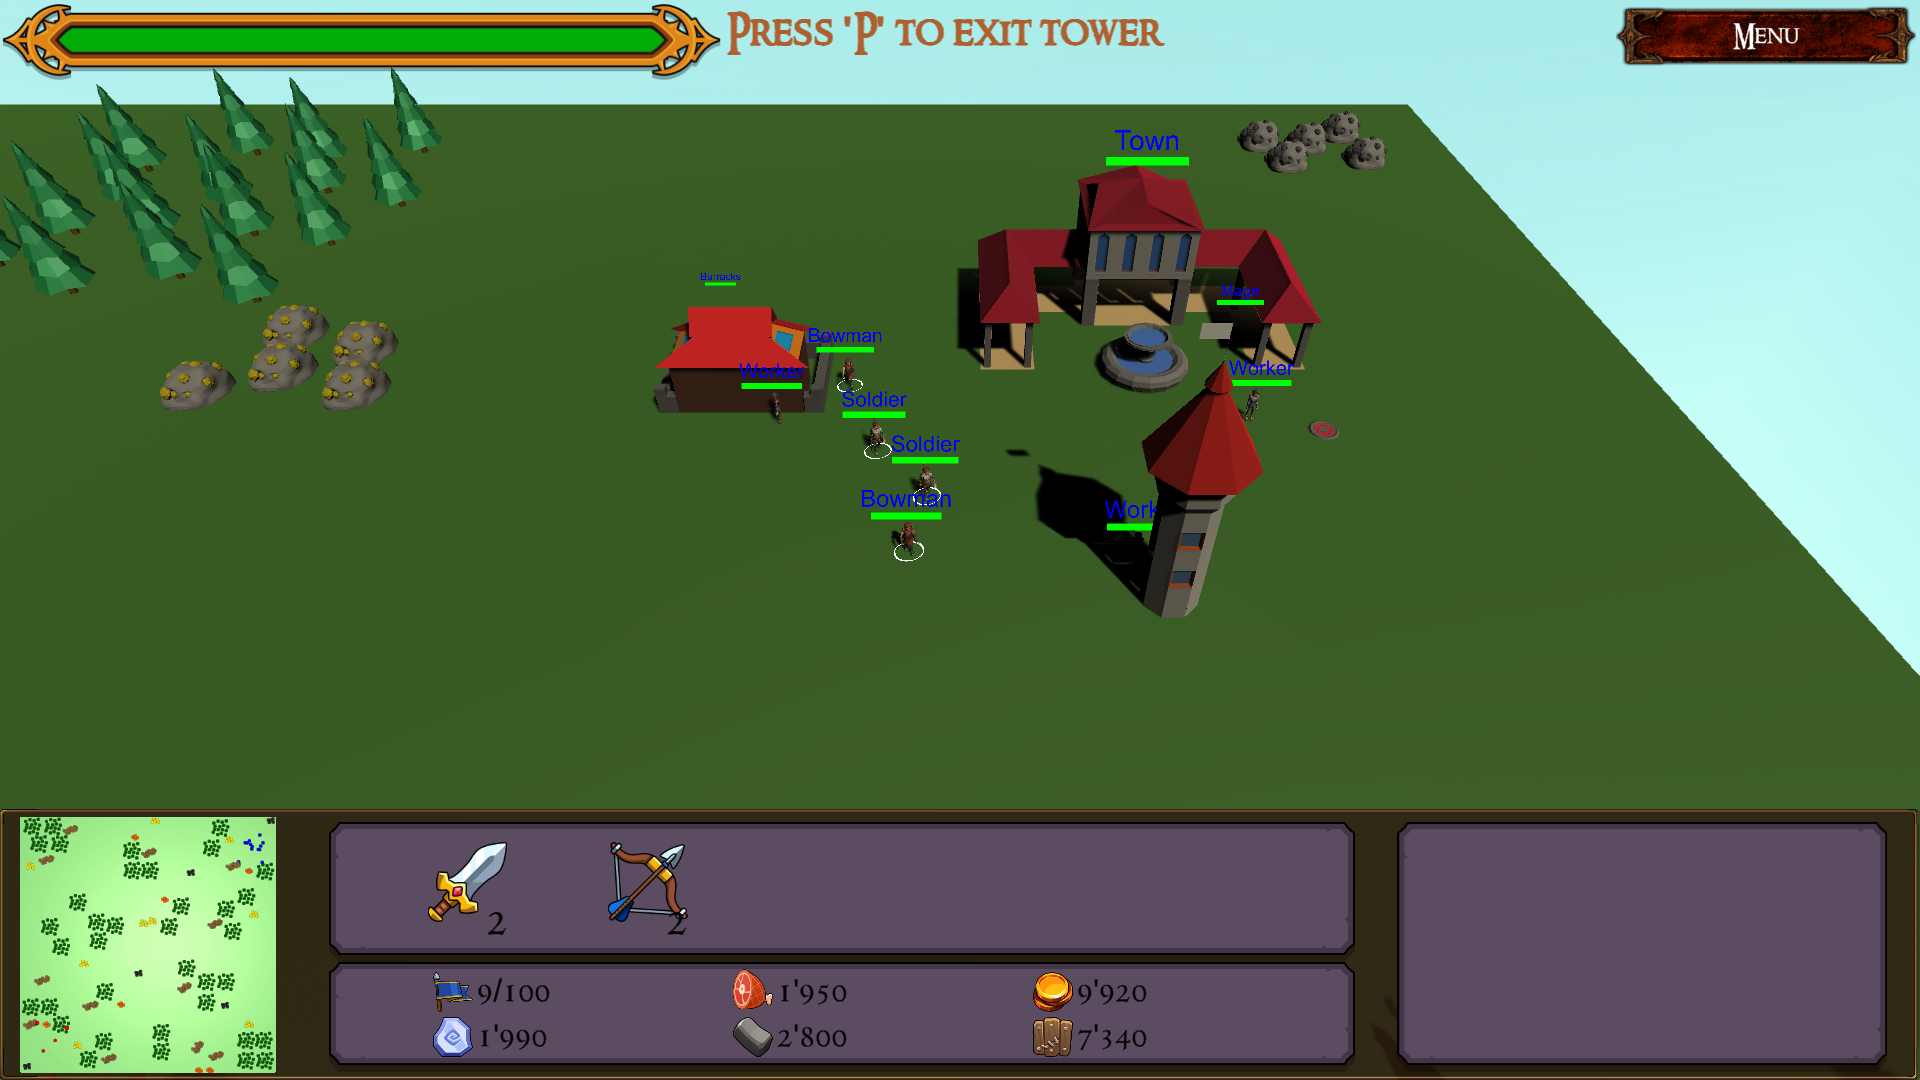 PRESS 'P' TO EXIT TOWER
MENU
Town
Barracks
Mage
Bowman
Worker
Worker
Soldier
Soldier
Bowman
Work
2
2
9/100
1'950
9'920
1'990
2'800
7'340